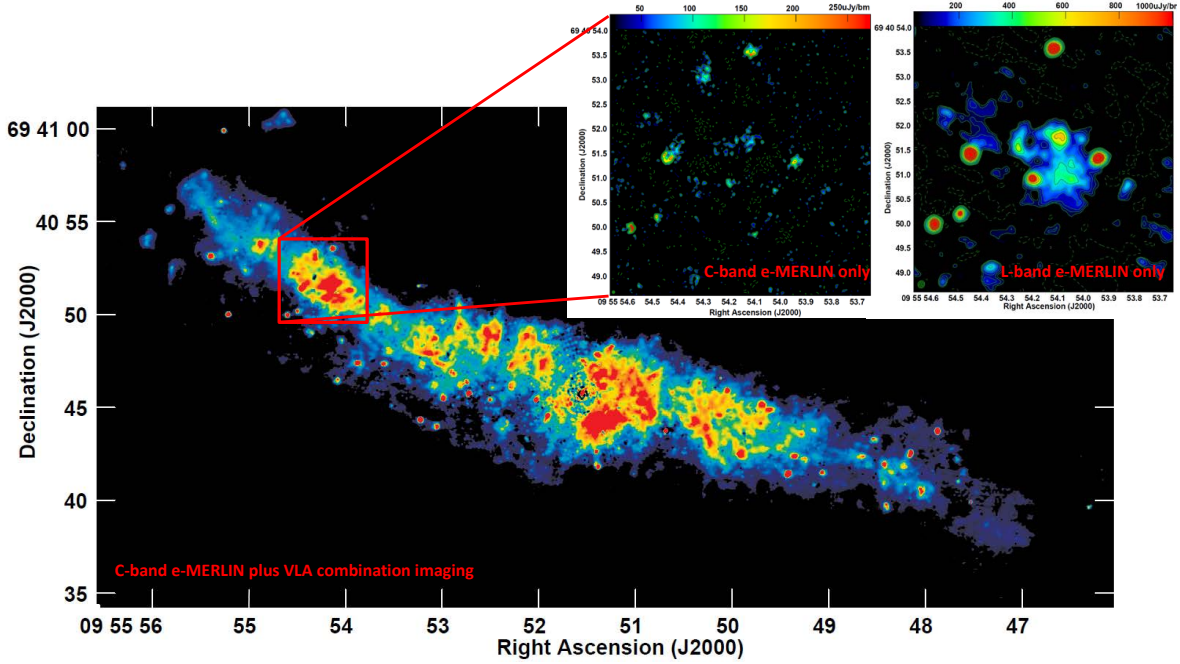 50 100 150 200 250uJy/bm
69 40 54.0
53.5
53.0
52.5
52.0
51.5
51.0
50.5
50.0
49.5
49.0
Declination (J2000)
C-band e-MERLIN only
09 55 54.6 54.5 54.4 54.3 54.2 54.1 54.0 53.9 53.8 53.7
Right Ascension (J2000)
200 400 600 800 1000uJy/bm
69 40 54.0
53.5
53.0
52.5
52.0
51.5
51.0
50.5
50.0
49.5
49.0
Declination (J2000)
L-band e-MERLIN only
09 55 54.6 54.5 54.4 54.3 54.2 54.1 54.0 53.9 53.8 53.7
Right Ascension (J2000)
69 41 00
40 55
50
45
40
35
Declination (J2000)
C-band e-MERLIN plus VLA combination imaging
09 55 56 55 54 53 52 51 50 49 48 47
Right Ascension (J2000)